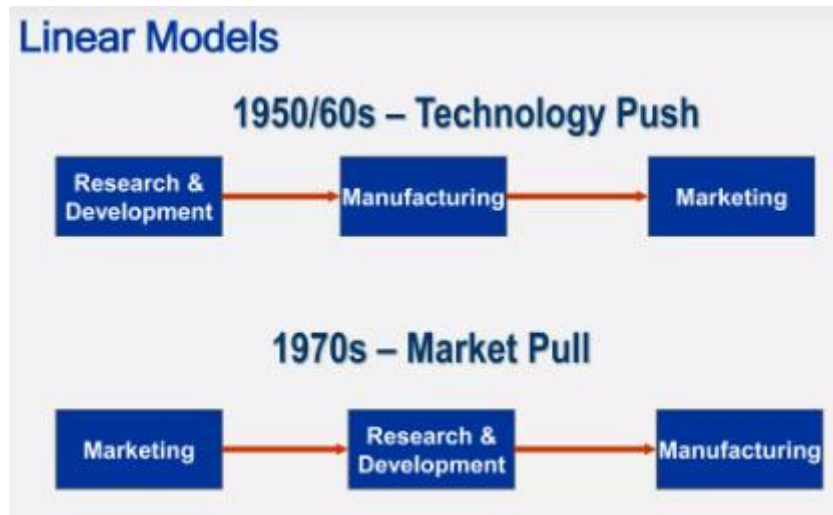 Linear Models
1950/60s – Technology Push
Research &
Development
Manufacturing
Marketing
1970s – Market Pull
Marketing
Research &
Development
Manufacturing